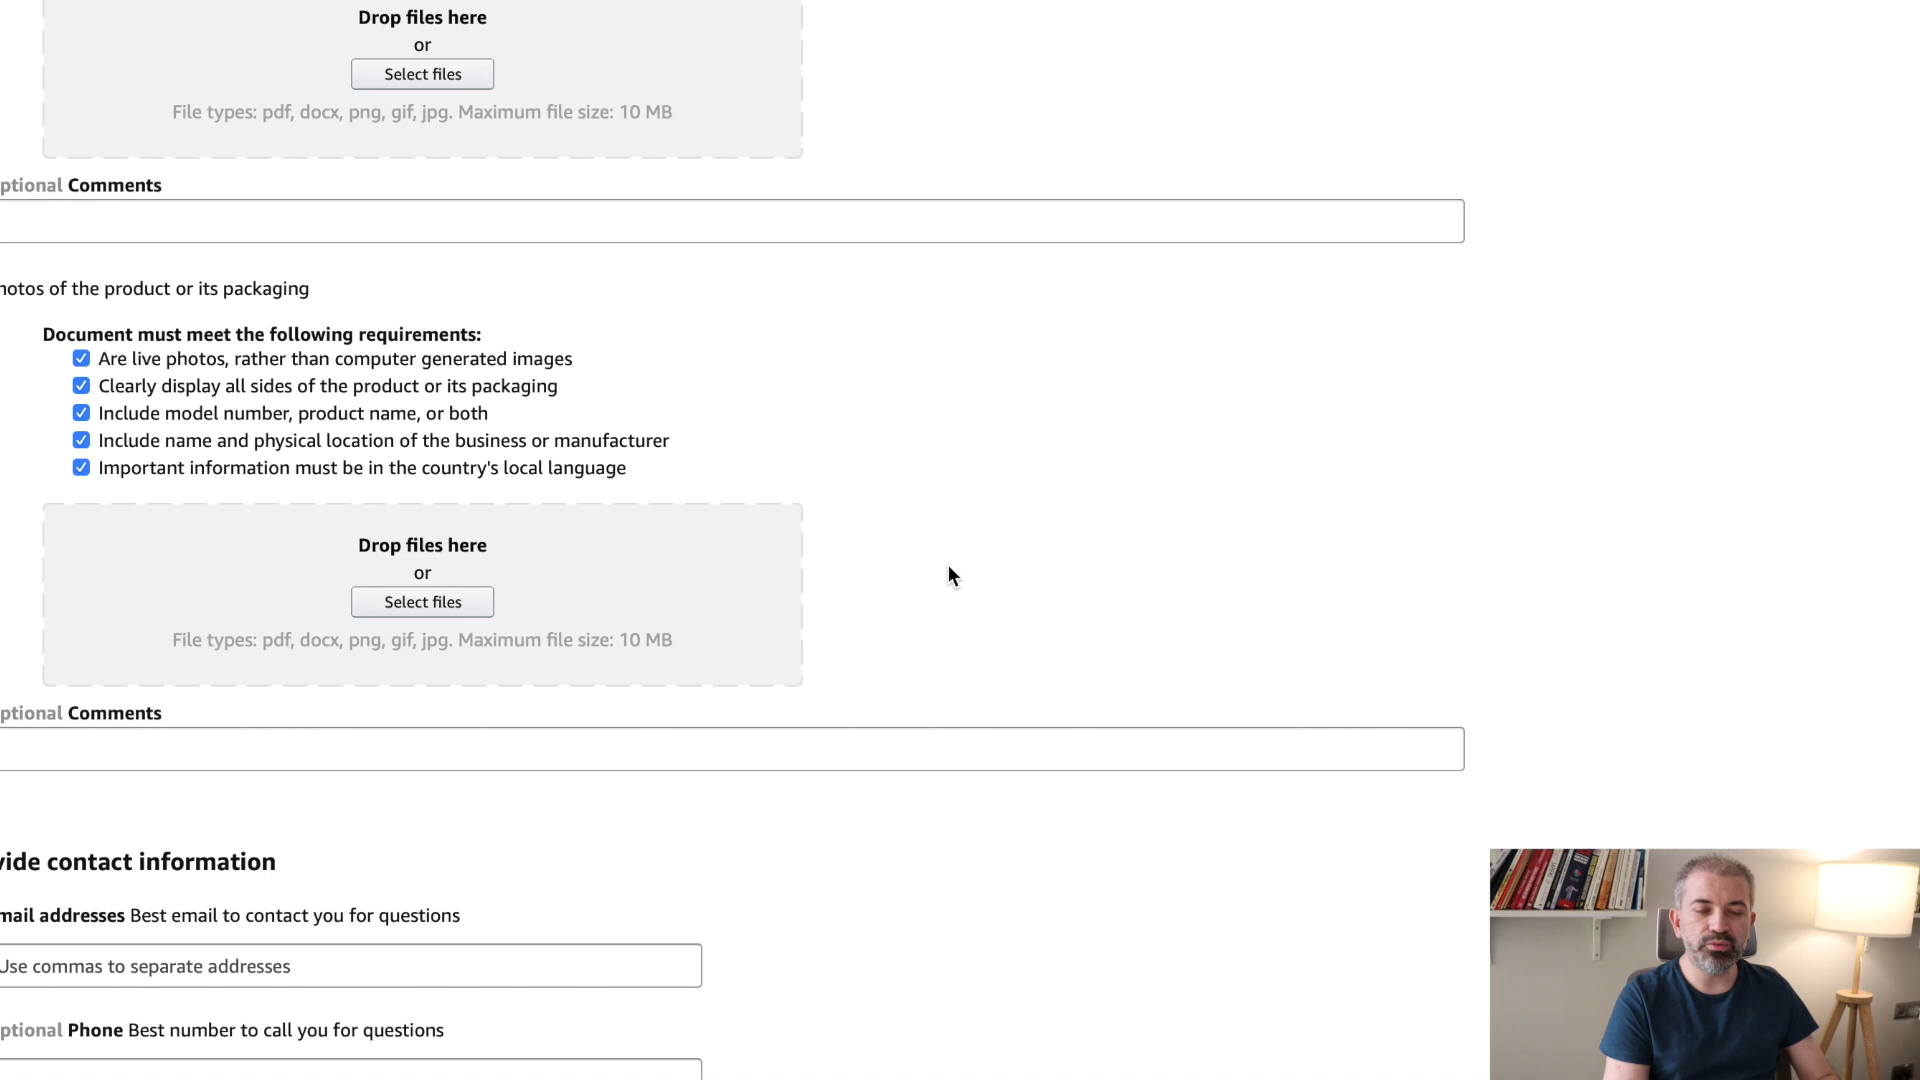 Drop files here
or
Select files
File types: pdf, docx, png, gif, jpg. Maximum file size: 10 MB
ptional Comments
hotos of the product or its packaging
Document must meet the following requirements:
Are live photos, rather than computer generated images
Clearly display all sides of the product or its packaging
Include model number, product name, or both
Include name and physical location of the business or manufacturer
Important information must be in the country's local language
Drop files here
or
Select files
File types: pdf, docx, png, gif, jpg. Maximum file size: 10 MB
ptional Comments
vide contact information
mail addresses Best email to contact you for questions
Use commas to separate addresses
ptional Phone Best number to call you for questions